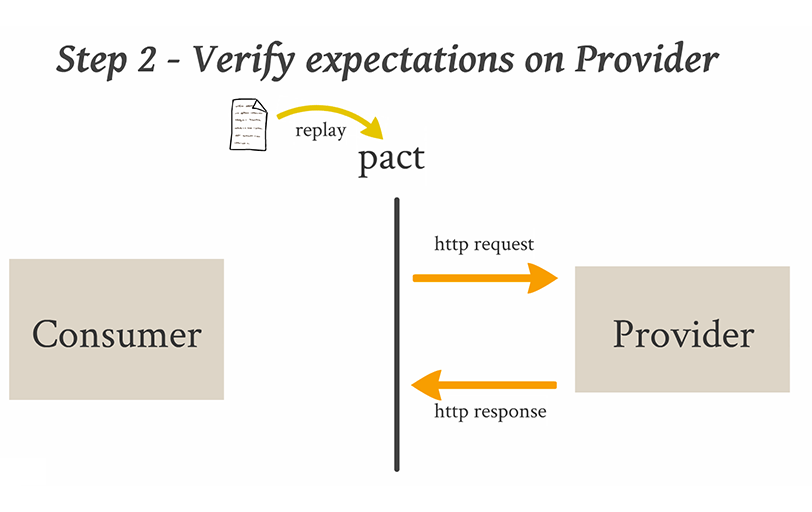 Step 2 - Verify expectations on Provider
replay
pact
http request
Consumer
Provider
http response